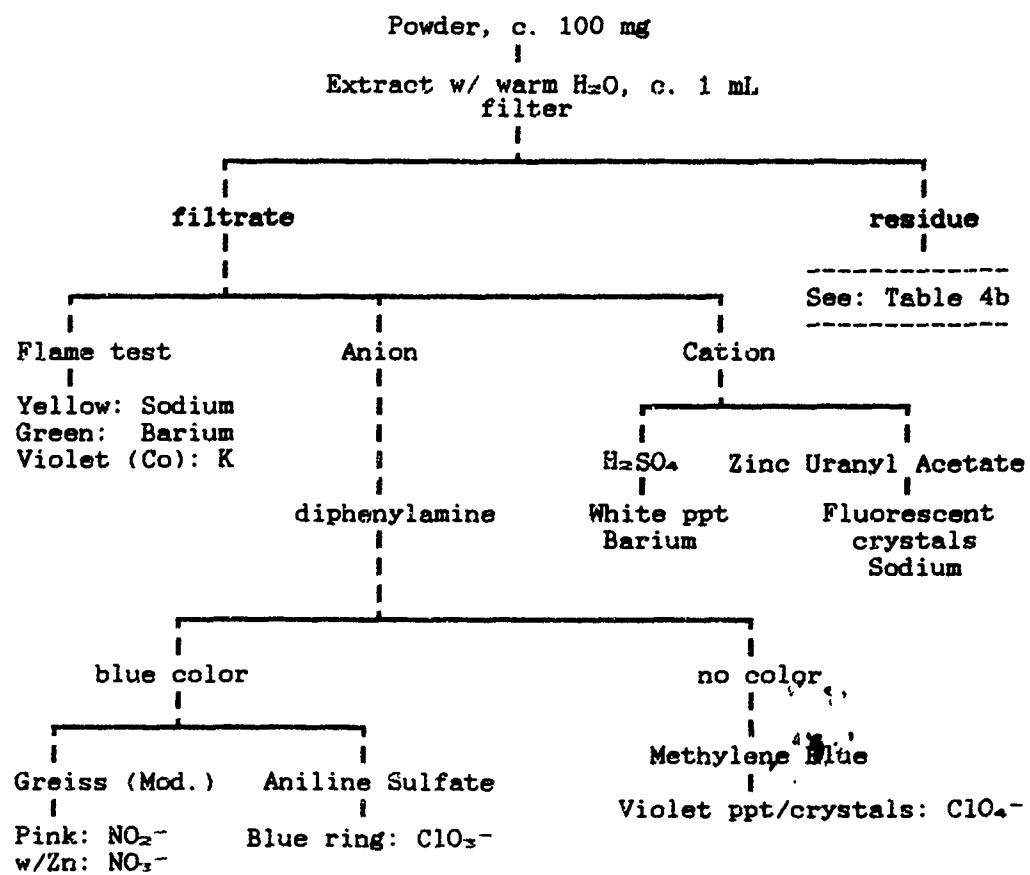 Powder, c. 100 mg
Extract w/ warm H₂O, c. 1 mL
filter
filtrate
residue
See: Table 4b
Flame test
Anion
Cation
Yellow: Sodium
Green: Barium
Violet (Co): K
H₂SO₄
Zinc Uranyl Acetate
diphenylamine
White ppt
Barium
Fluorescent
crystals
Sodium
blue color
no color
Methylene Blue
Greiss (Mod.)
Aniline Sulfate
Violet ppt/crystals: ClO₄⁻
Pink: NO₂⁻
w/Zn: NO₃⁻
Blue ring: ClO₃⁻